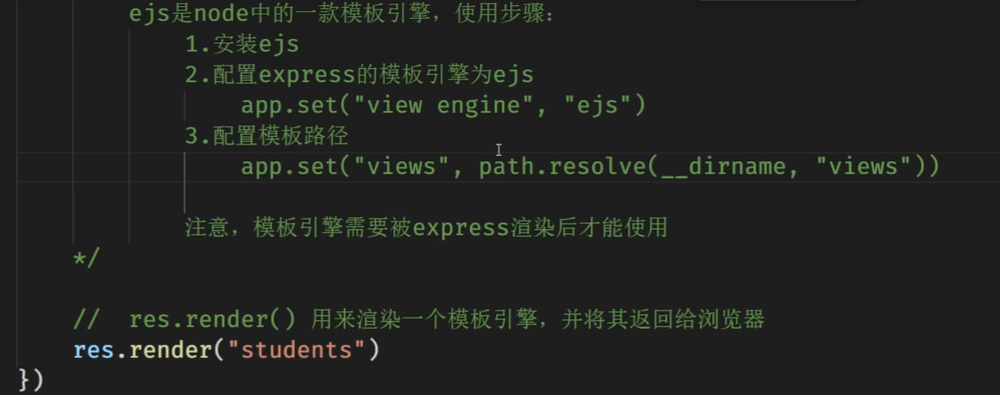 ejs是node中的一款模板引擎，使用步骤：
1.安装ejs
2.配置express的模板引擎为ejs
app.set("view engine", "ejs")
3.配置模板路径
app.set("views", path.resolve(__dirname, "views"))
注意，模板引擎需要被express渲染后才能使用
*/
//  res.render() 用来渲染一个模板引擎，并将其返回给浏览器
res.render("students")
})